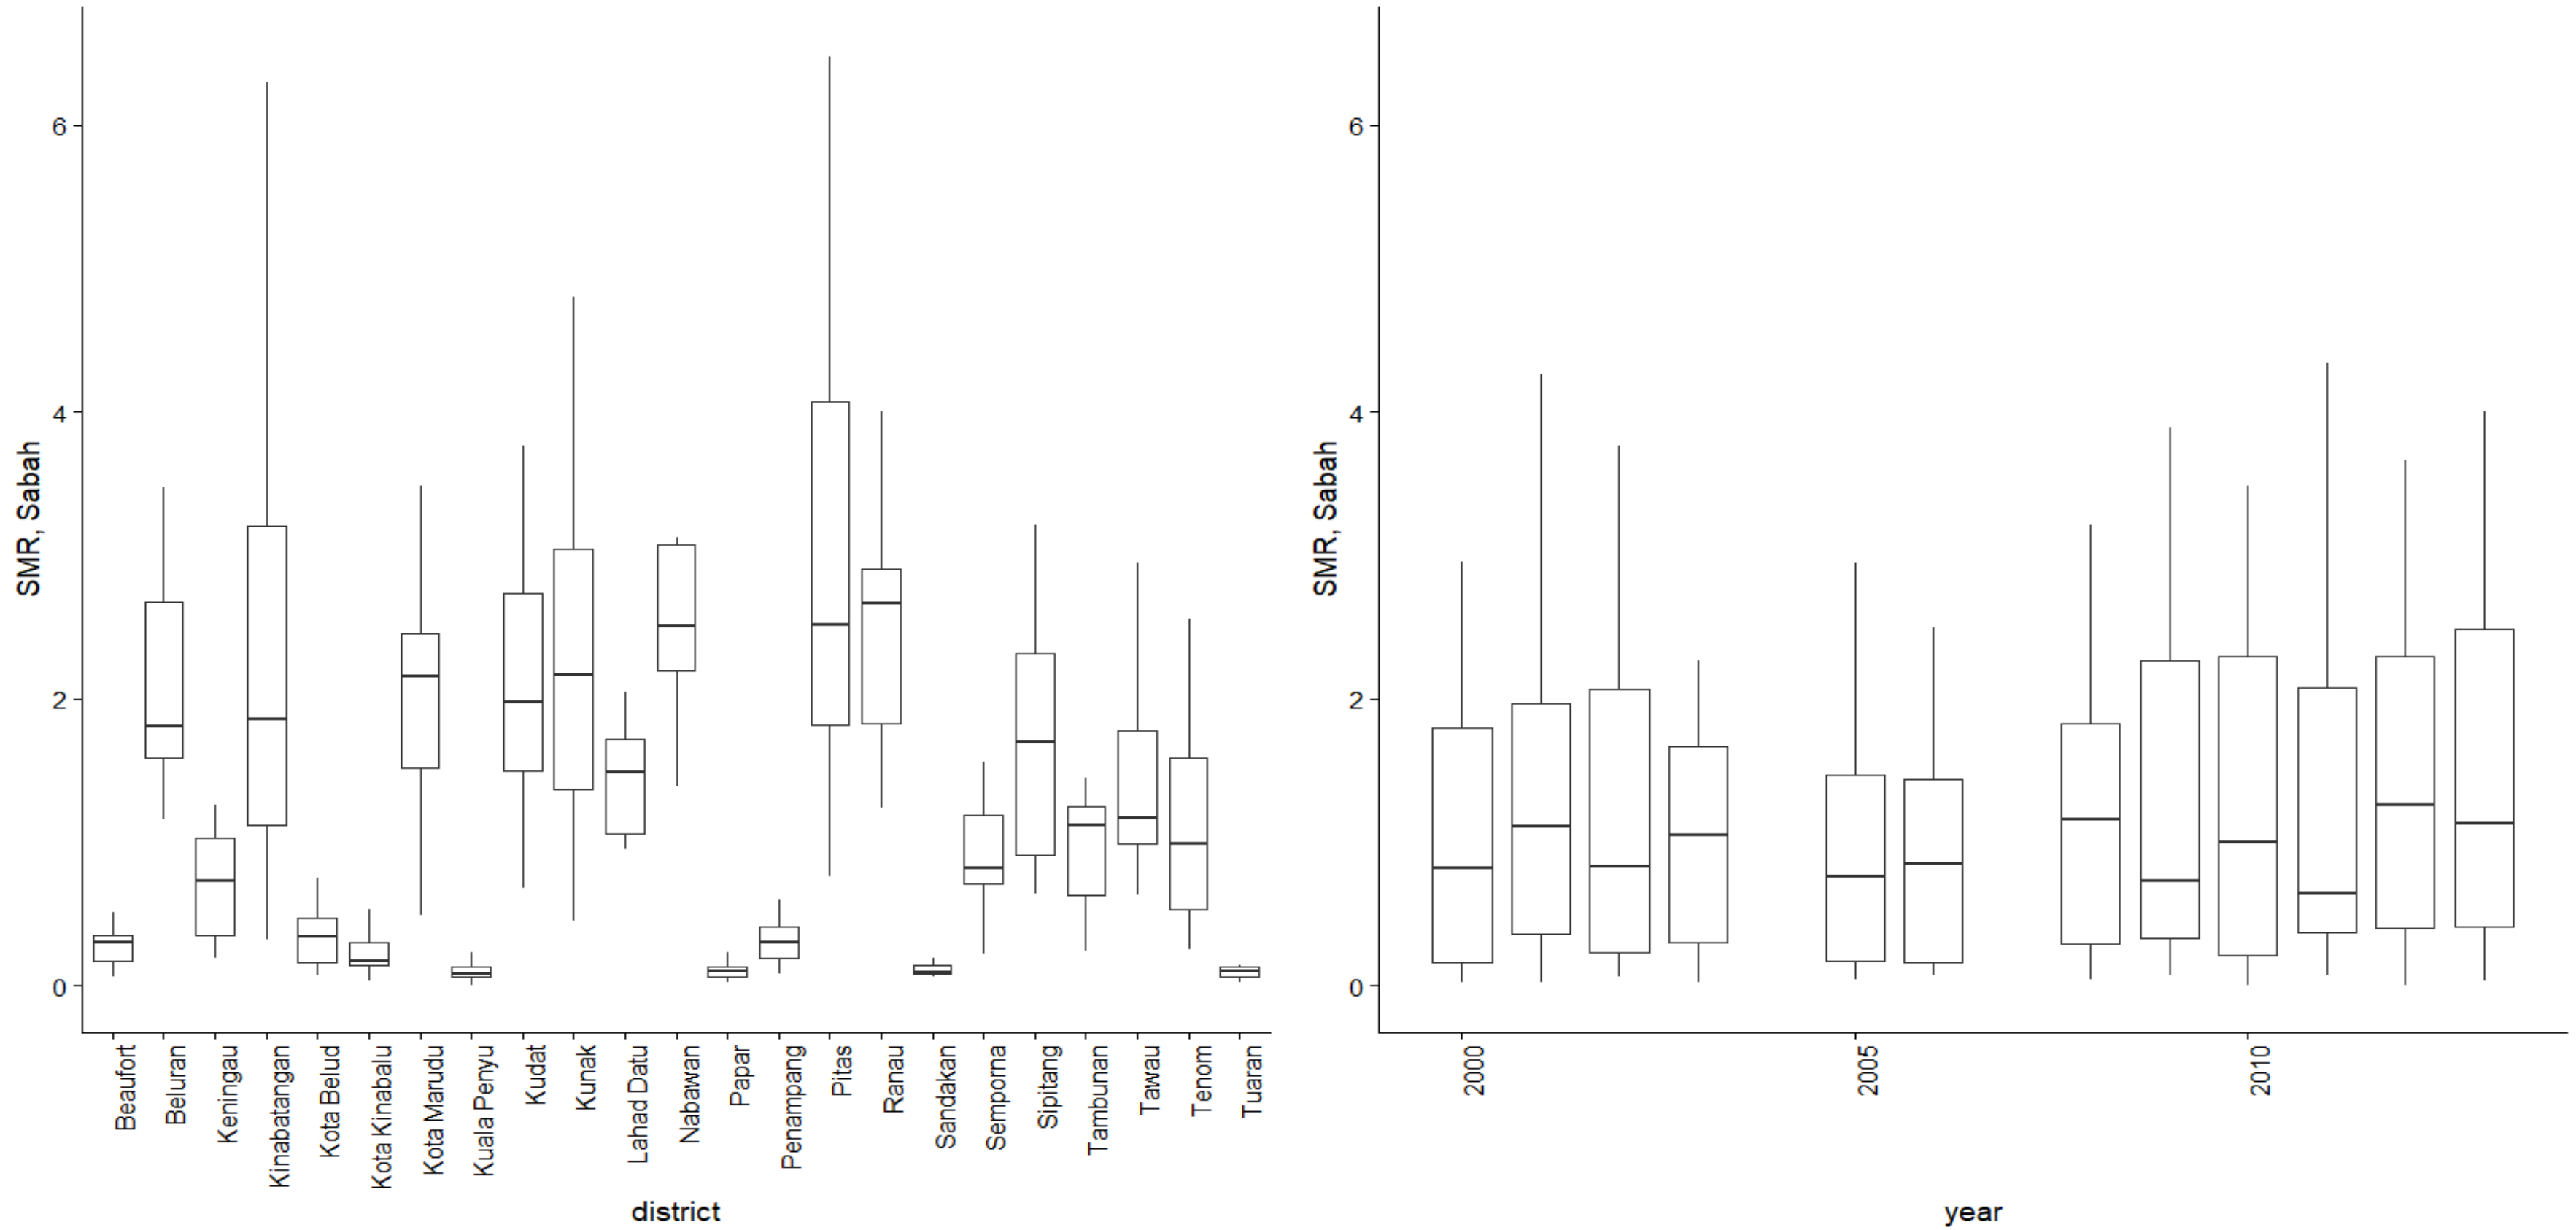 SMR, Sabah
6
4
2
0
Beaufort
Beluran
Keningau
Kinabatangan
Kota Belud
Kota Kinabalu
Kota Marudu
Kuala Penyu
Kudat
Kunak
Lahad Datu
Nabawan
Papar
Penampang
Pitas
Ranau
Sandakan
Semporna
Sipitang
Tambunan
Tawau
Tenom
Tuaran
district
SMR, Sabah
6
4
2
0
2000
2005
2010
year